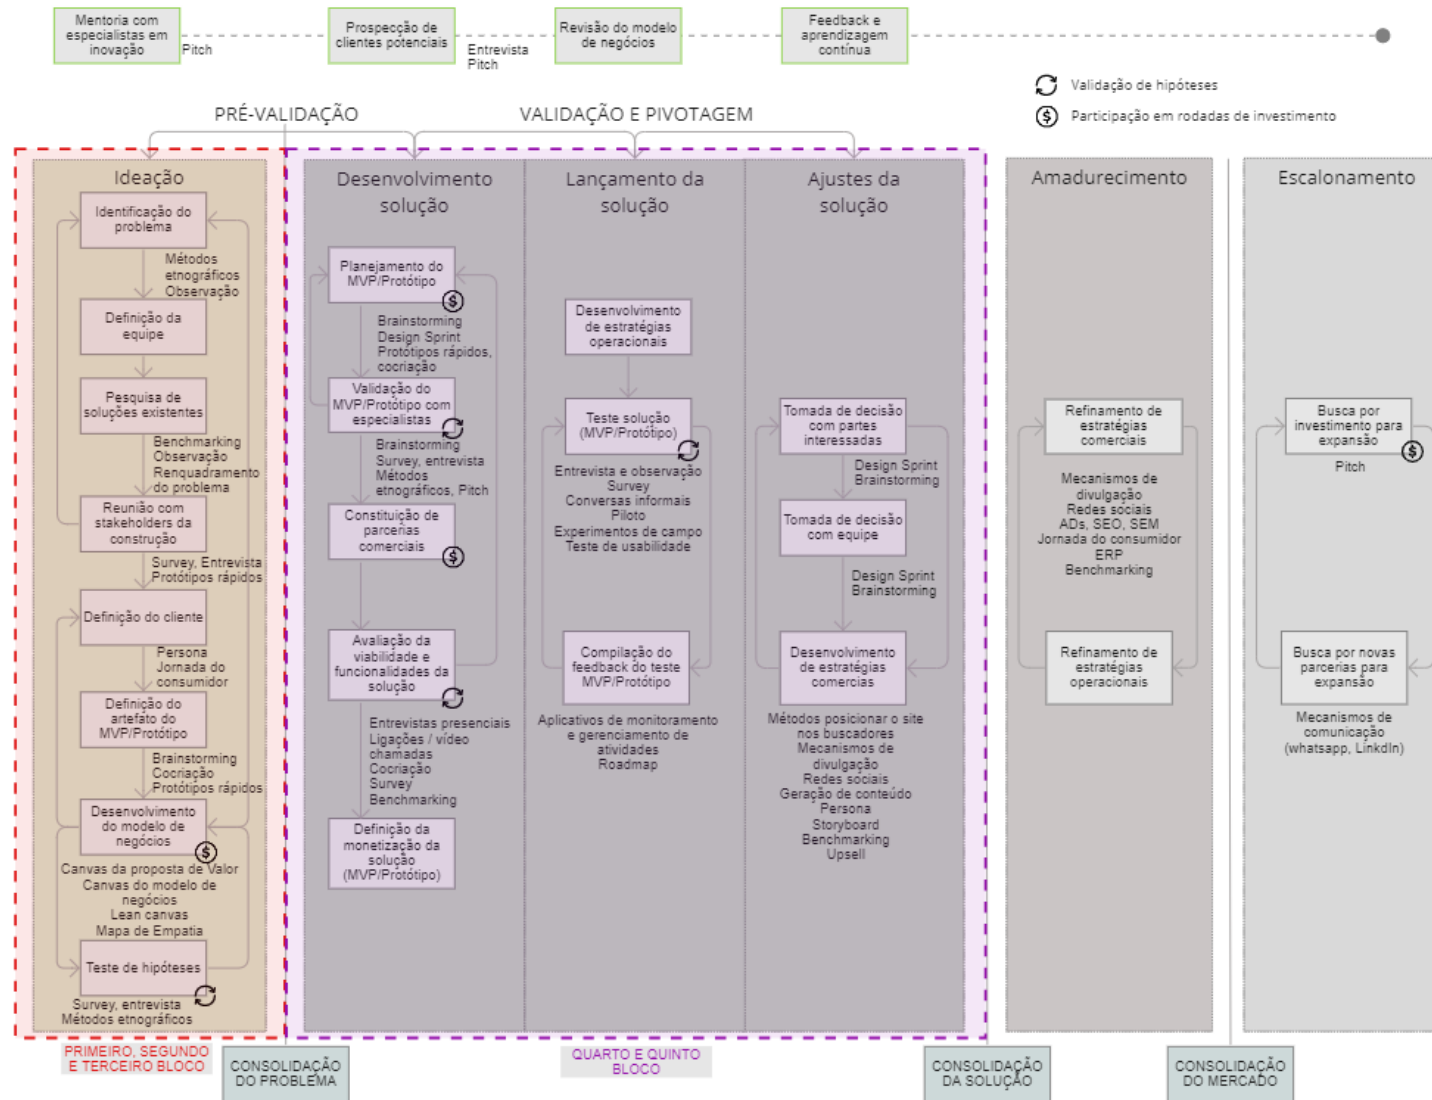 Mentoria com
especialistas em
inovação
Pitch
Prospecção de
clientes potenciais
Entrevista
Pitch
Revisão do modelo
de negócios
Feedback e
aprendizagem
contínua
Validação de hipóteses
Participação em rodadas de investimento
PRÉ-VALIDAÇÃO
VALIDAÇÃO E PIVOTAGEM
Ideação
Identificação do
problema
Métodos
etnográficos
Observação
Definição da
equipe
Pesquisa de
soluções existentes
Benchmarking
Observação
Renquadramento
do problema
Reunião com
stakeholders da
construção
Survey, Entrevista
Protótipos rápidos
Definição do cliente
Persona
Jornada do
consumidor
Definição do
artefato do
MVP/Protótipo
Brainstorming
Cocriação
Protótipos rápidos
Desenvolvimento
do modelo de
negócios
Canvas da proposta de Valor
Canvas do modelo de
negócios
Lean canvas
Mapa de Empatia
Teste de hipóteses
Survey, entrevista
Métodos etnográficos
PRIMEIRO, SEGUNDO
E TERCEIRO BLOCO
CONSOLIDAÇÃO
DO PROBLEMA
Desenvolvimento
solução
Planejamento do
MVP/Protótipo
Brainstorming
Design Sprint
Protótipos rápidos,
cocriação
Validação do
MVP/Protótipo com
especialistas
Brainstorming
Survey, entrevista
Métodos
etnográficos, Pitch
Constituição de
parcerias
comerciais
Avaliação da
viabilidade e
funcionalidades da
solução
Entrevistas presenciais
Ligações / vídeo
chamadas
Cocriação
Survey
Benchmarking
Definição da
monetização da
solução
(MVP/Protótipo)
Lançamento da
solução
Desenvolvimento
de estratégias
operacionais
Teste solução
(MVP/Protótipo)
Entrevista e observação
Survey
Conversas informais
Piloto
Experimentos de campo
Teste de usabilidade
Compilação do
feedback do teste
MVP/Protótipo
Aplicativos de monitoramento
e gerenciamento de
atividades
Roadmap
QUARTO E QUINTO
BLOCO
Ajustes da
solução
Tomada de decisão
com partes
interessadas
Design Sprint
Brainstorming
Tomada de decisão
com equipe
Design Sprint
Brainstorming
Desenvolvimento
de estratégias
comercias
Métodos posicionar o site
nos buscadores
Mecanismos de
divulgação
Redes sociais
Geração de conteúdo
Persona
Storyboard
Benchmarking
Upsell
CONSOLIDAÇÃO
DA SOLUÇÃO
Amadurecimento
Refinamento de
estratégias
comerciais
Mecanismos de
divulgação
Redes sociais
ADs, SEO, SEM
Jornada do consumidor
ERP
Benchmarking
Refinamento de
estratégias
operacionais
CONSOLIDAÇÃO
DO MERCADO
Escalonamento
Busca por
investimento para
expansão
Pitch
Busca por novas
parcerias para
expansão
Mecanismos de
comunicação
(whatsapp, LinkdIn)